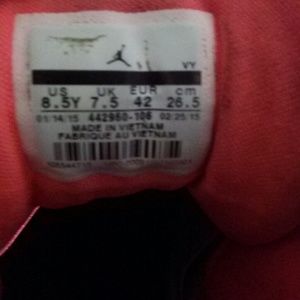 VY
US UK EUR cm
8.5Y 7.5 42 26.5
01/14/15 442960-106 02/25/15
MADE IN VIETNAM
FABRIQUE AU VIETNAM